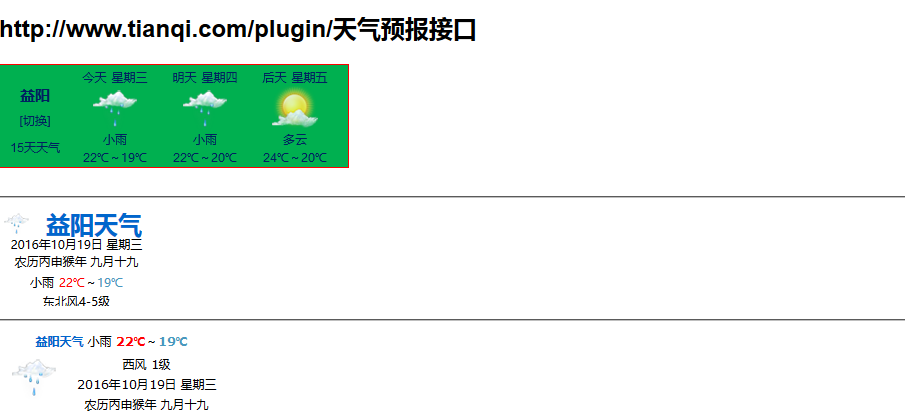 http://www.tianqi.com/plugin/天气预报接口
今天 星期三 明天 星期四 后天 星期五
益阳
[切换]
小雨 小雨 多云
15天天气
22℃～19℃ 22℃～20℃ 24℃～20℃
益阳天气
2016年10月19日 星期三
农历丙申猴年 九月十九
小雨 22℃～19℃
东北风4-5级
益阳天气 小雨 22℃～19℃
西风 1级
2016年10月19日 星期三
农历丙申猴年 九月十九